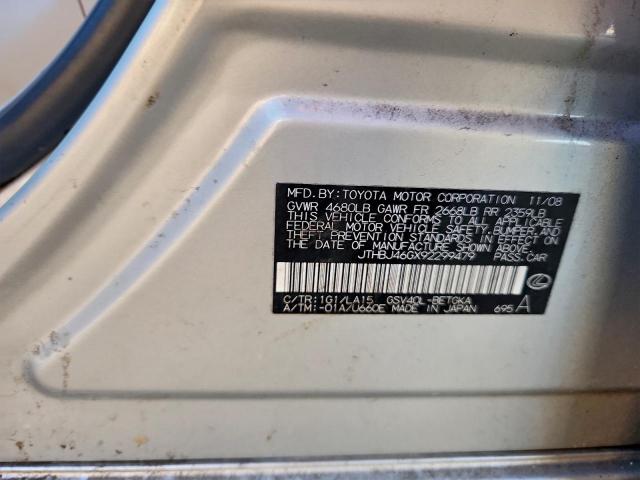 MFD. BY: TOYOTA MOTOR CORPORATION 11/08
GVWR 4680LB GAWR FR 2668LB RR 2359LB
THIS VEHICLE CONFORMS TO ALL APPLICABLE
FEDERAL MOTOR VEHICLE SAFETY, BUMPER, AND
THEFT PREVENTION STANDARDS IN EFFECT ON
THE DATE OF MANUFACTURE SHOWN ABOVE.
JTHBJ46GX92299479 PASS.CAR
C/TR: 1G1/LA15 GSV40L-BETGKA
A/TM: -01A/U660E MADE IN JAPAN 695 A